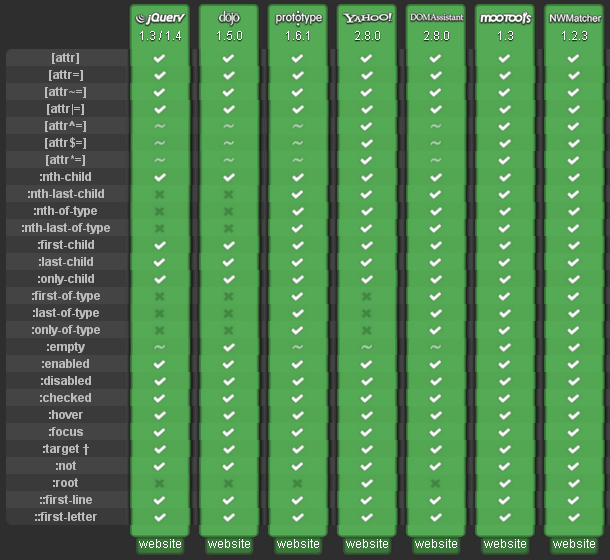 jQuery dojo prototype YAHOO! DOMAssistant mootools NWMatcher
1.3 / 1.4 1.5.0 1.6.1 2.8.0 2.8.0 1.3 1.2.3
[attr]
[attr=]
[attr~=]
[attr|=]
[attr^=] ~ ~ ~ ~
[attr$=] ~ ~ ~ ~
[attr*=] ~ ~ ~ ~
:nth-child
:nth-last-child
:nth-of-type
:nth-last-of-type
:first-child
:last-child
:only-child
:first-of-type
:last-of-type
:only-of-type
:empty ~ ~ ~ ~
:enabled
:disabled
:checked
:hover
:focus
:target †
:not
:root
::first-line
::first-letter
website website website website website website website